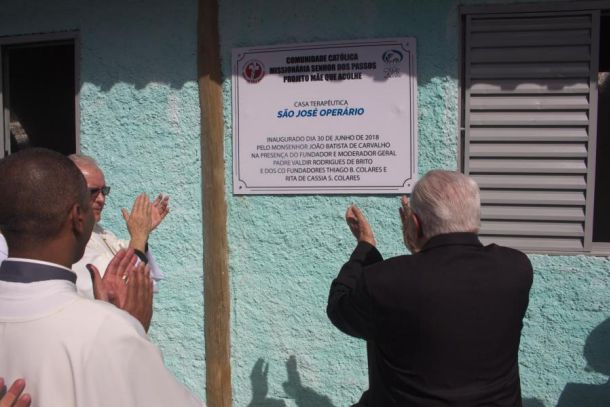 COMUNIDADE CATÓLICA
MISSIONÁRIA SENHOR DOS PASSOS
PROJETO MÃE QUE ACOLHE
CASA TERAPÊUTICA
SÃO JOSÉ OPERÁRIO
INAUGURADO DIA 30 DE JUNHO DE 2018
PELO MONSENHOR JOÃO BATISTA DE CARVALHO
NA PRESENÇA DO FUNDADOR E MODERADOR GERAL
PADRE VALDIR RODRIGUES DE BRITO
E DOS CO FUNDADORES THIAGO B. COLARES E
RITA DE CASSIA S. COLARES